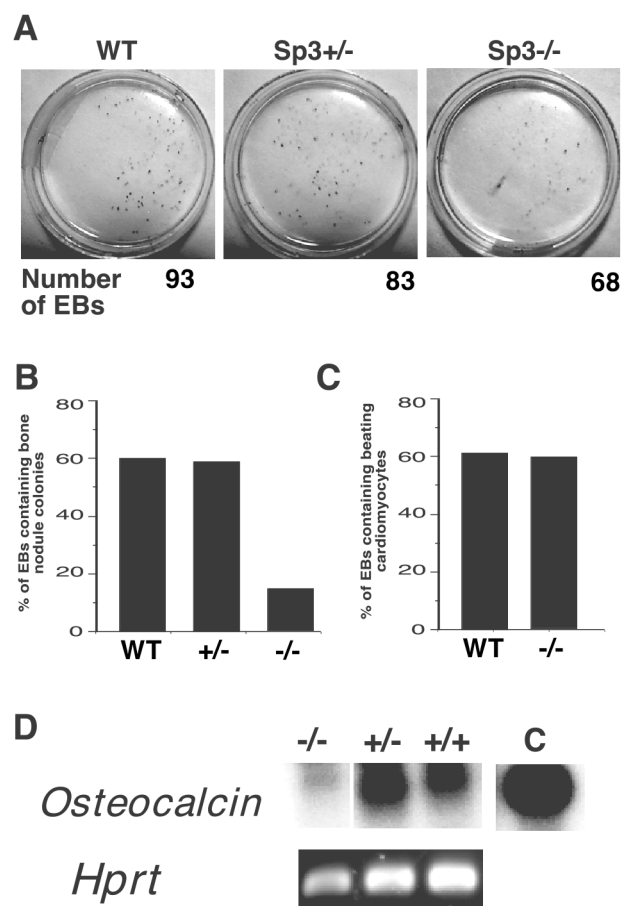 A
WT Sp3+/- Sp3-/-
Number of EBs 93 83 68
B
% of EBs containing bone nodule colonies
80
60
40
20
0
WT +/- -/-
C
% of EBs containing beating cardiomyocytes
80
60
40
20
0
WT -/-
D
-/- +/- +/+ C
Osteocalcin
Hprt